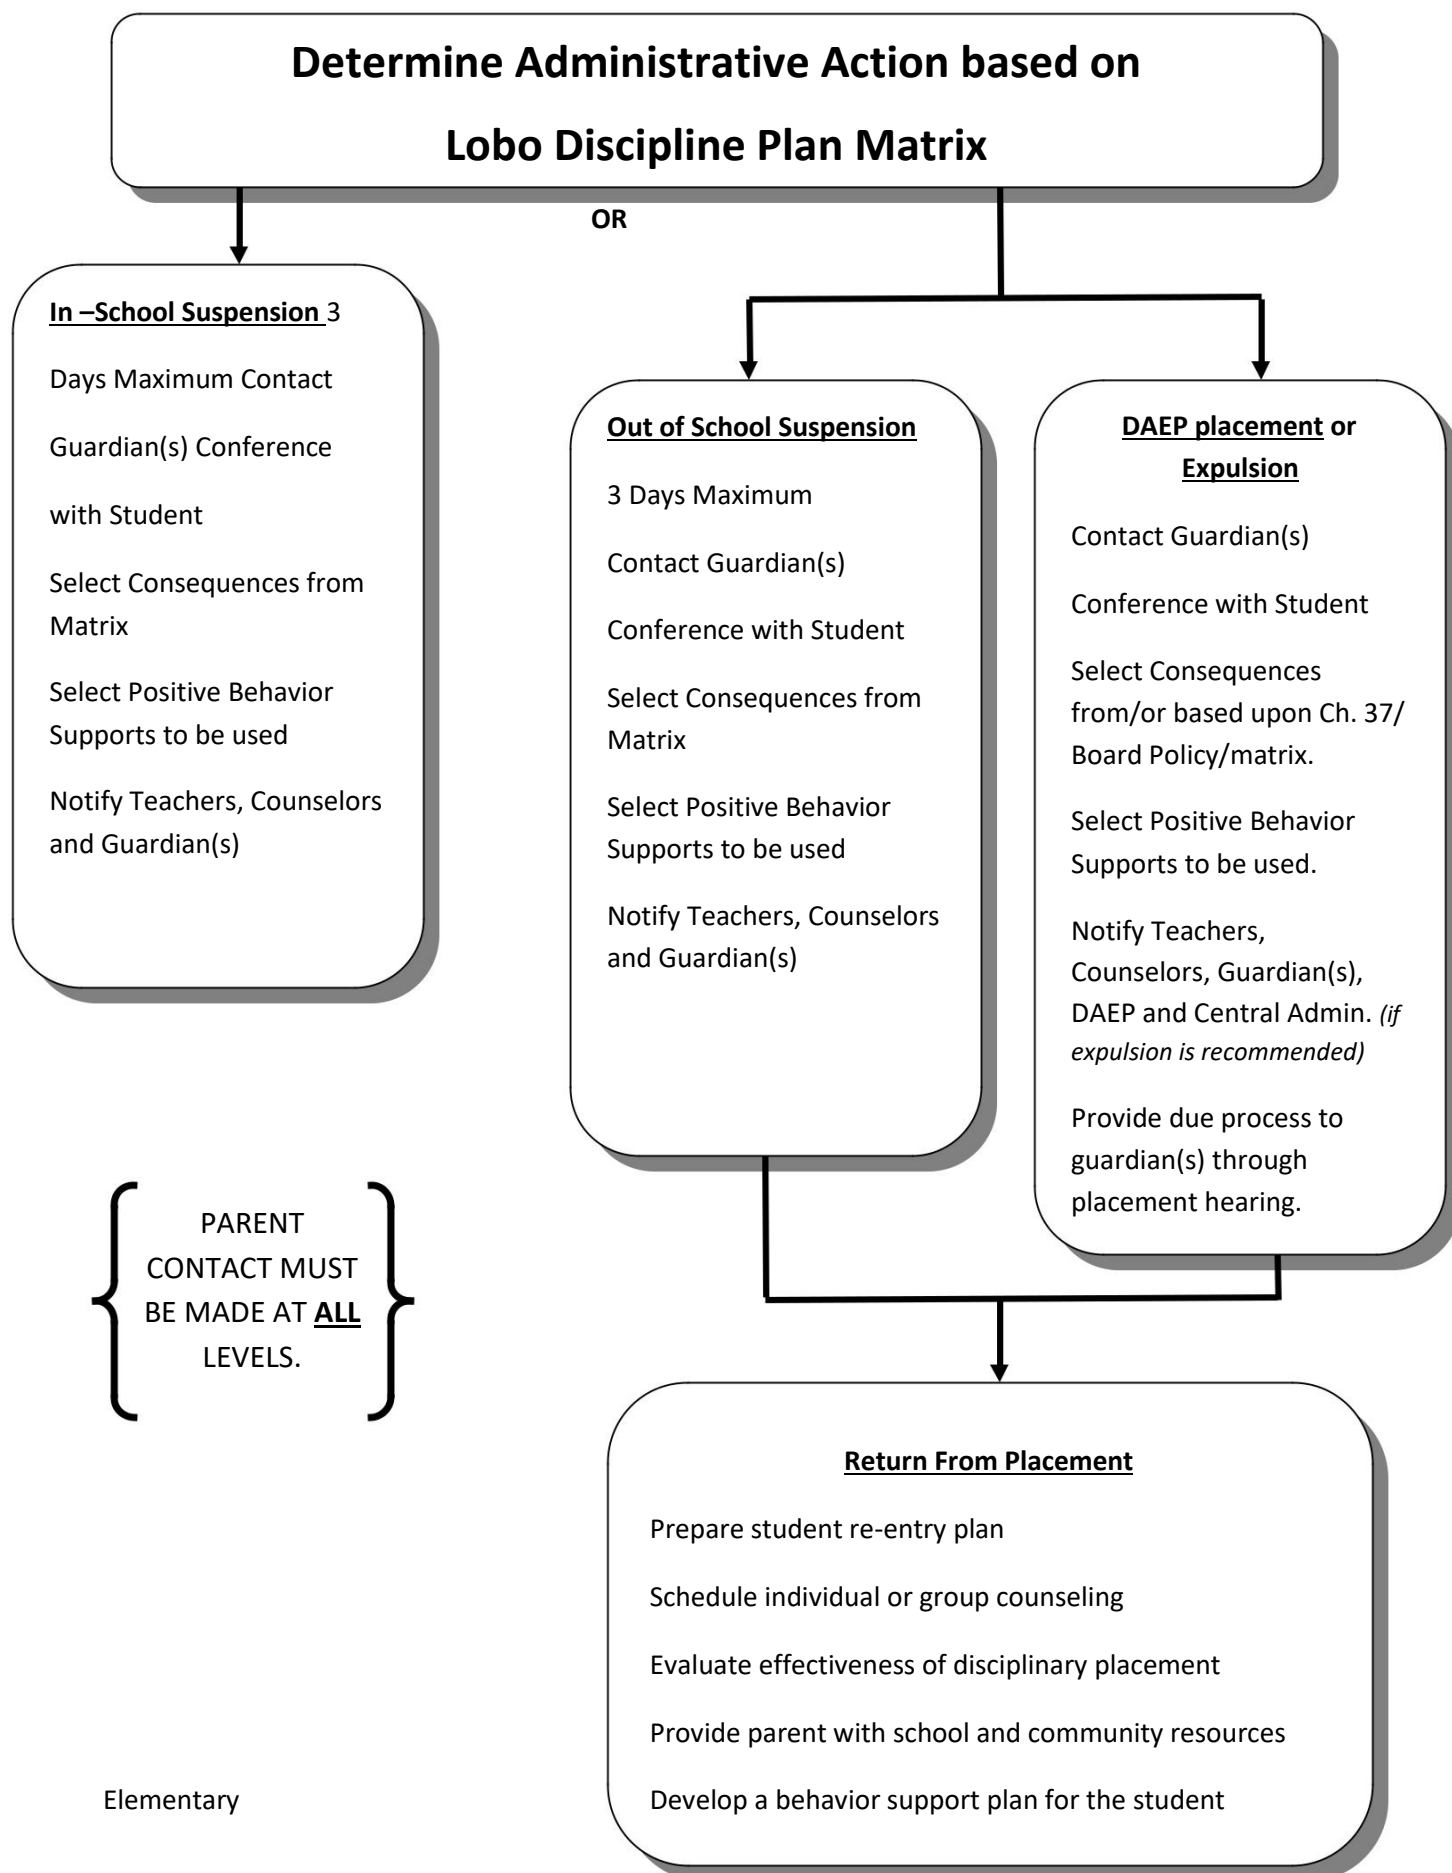 Determine Administrative Action based on
Lobo Discipline Plan Matrix
OR
In –School Suspension 3
Days Maximum Contact
Guardian(s) Conference
with Student
Select Consequences from
Matrix
Select Positive Behavior
Supports to be used
Notify Teachers, Counselors
and Guardian(s)
Out of School Suspension
3 Days Maximum
Contact Guardian(s)
Conference with Student
Select Consequences from
Matrix
Select Positive Behavior
Supports to be used
Notify Teachers, Counselors
and Guardian(s)
DAEP placement or
Expulsion
Contact Guardian(s)
Conference with Student
Select Consequences
from/or based upon Ch. 37/
Board Policy/matrix.
Select Positive Behavior
Supports to be used.
Notify Teachers,
Counselors, Guardian(s),
DAEP and Central Admin. (if
expulsion is recommended)
Provide due process to
guardian(s) through
placement hearing.
PARENT
CONTACT MUST
BE MADE AT ALL
LEVELS.
Return From Placement
Prepare student re-entry plan
Schedule individual or group counseling
Evaluate effectiveness of disciplinary placement
Provide parent with school and community resources
Develop a behavior support plan for the student
Elementary